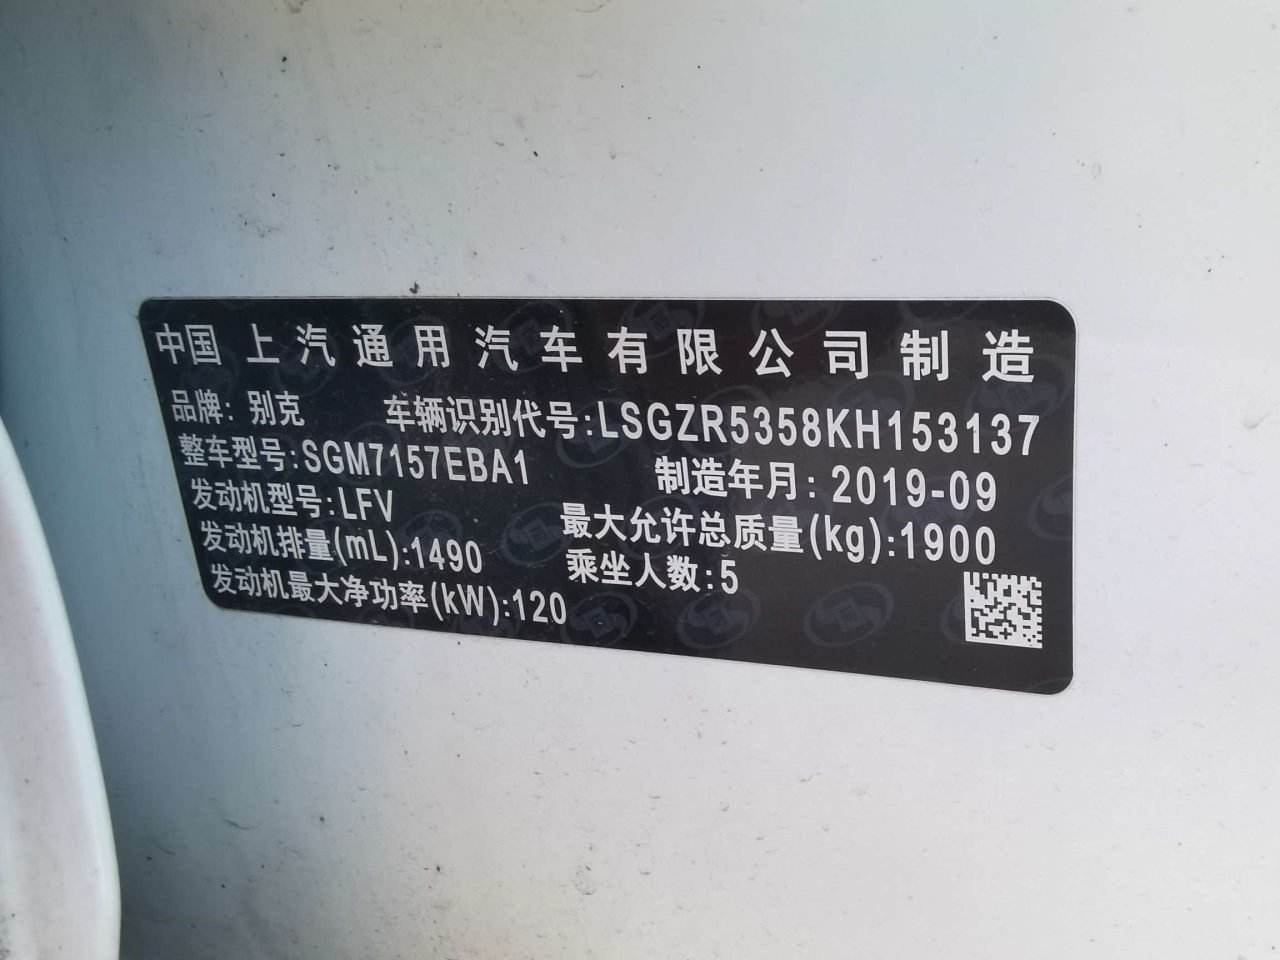 中国 上汽通用汽车有限公司制造
品牌: 别克 车辆识别代号:LSGZR5358KH153137
整车型号:SGM7157EBA1 制造年月: 2019-09
发动机型号:LFV 最大允许总质量(kg):1900
发动机排量(mL):1490 乘坐人数:5
发动机最大净功率(kW):120